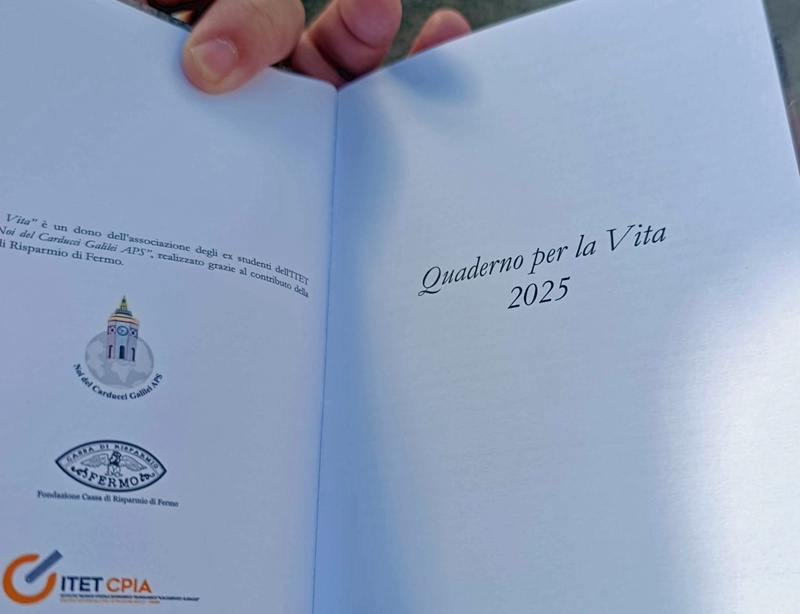 Vita" è un dono dell'associazione degli ex studenti dell'ITET
Noi del Carducci Galilei APS", realizzato grazie al contributo della
di Risparmio di Fermo.
Noi del Carducci Galilei APS
CASSA DI RISPARMIO
FERMO
Fondazione Cassa di Risparmio di Fermo
ITET CPIA
Quaderno per la Vita
2025